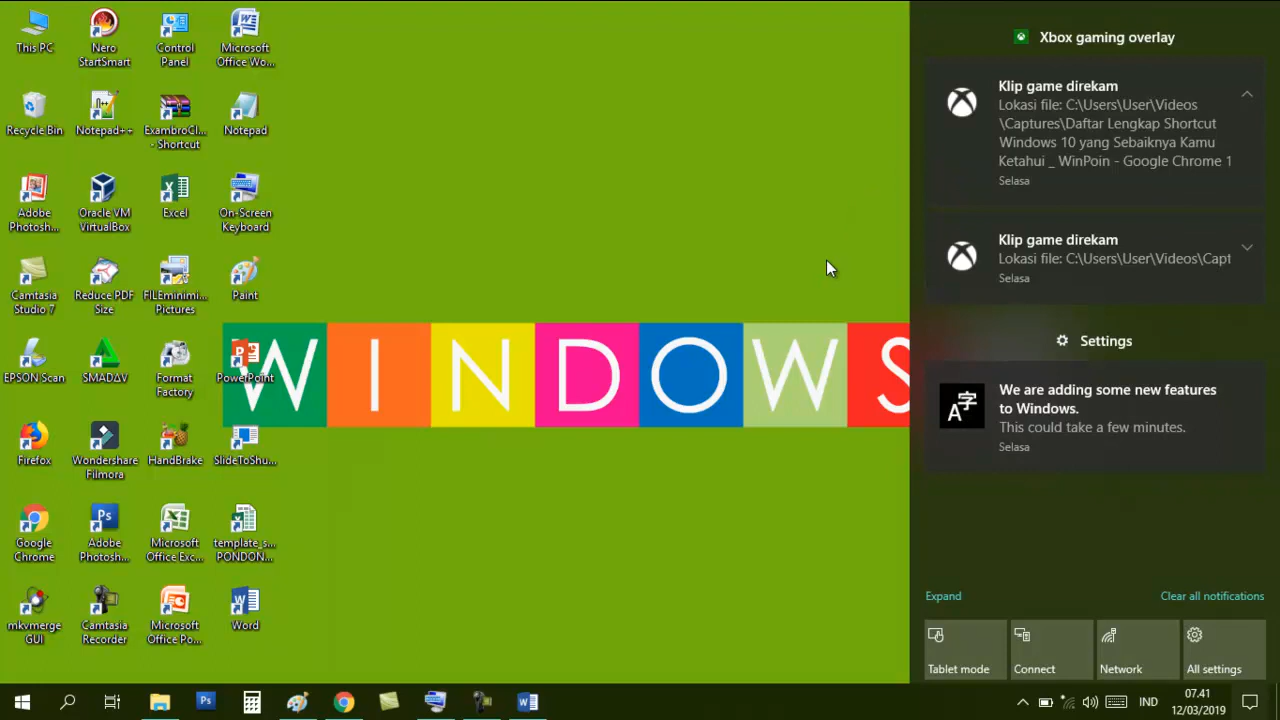 This PC
Nero
StartSmart
Control
Panel
Microsoft
Office Wo...
Recycle Bin
Notepad++
ExambroCl...
- Shortcut
Notepad
Adobe
Photosh...
Oracle VM
VirtualBox
Excel
On-Screen
Keyboard
Camtasia
Studio 7
Reduce PDF
Size
FILEminimi...
Pictures
Paint
EPSON Scan
SMADΔV
Format
Factory
PowerPoint
Firefox
Wondershare
Filmora
HandBrake
SlideToShu...
Google
Chrome
Adobe
Photosh...
Microsoft
Office Exc...
template_s...
PONDON...
mkvmerge
GUI
Camtasia
Recorder
Microsoft
Office Po...
Word
WINDOWS
Xbox gaming overlay
Klip game direkam
Lokasi file: C:\Users\User\Videos
\Captures\Daftar Lengkap Shortcut
Windows 10 yang Sebaiknya Kamu
Ketahui _ WinPoin - Google Chrome 1
Selasa
Klip game direkam
Lokasi file: C:\Users\User\Videos\Capt
Selasa
Settings
A字
We are adding some new features
to Windows.
This could take a few minutes.
Selasa
Expand
Clear all notifications
Tablet mode
Connect
Network
All settings
Ps
IND
07.41
12/03/2019